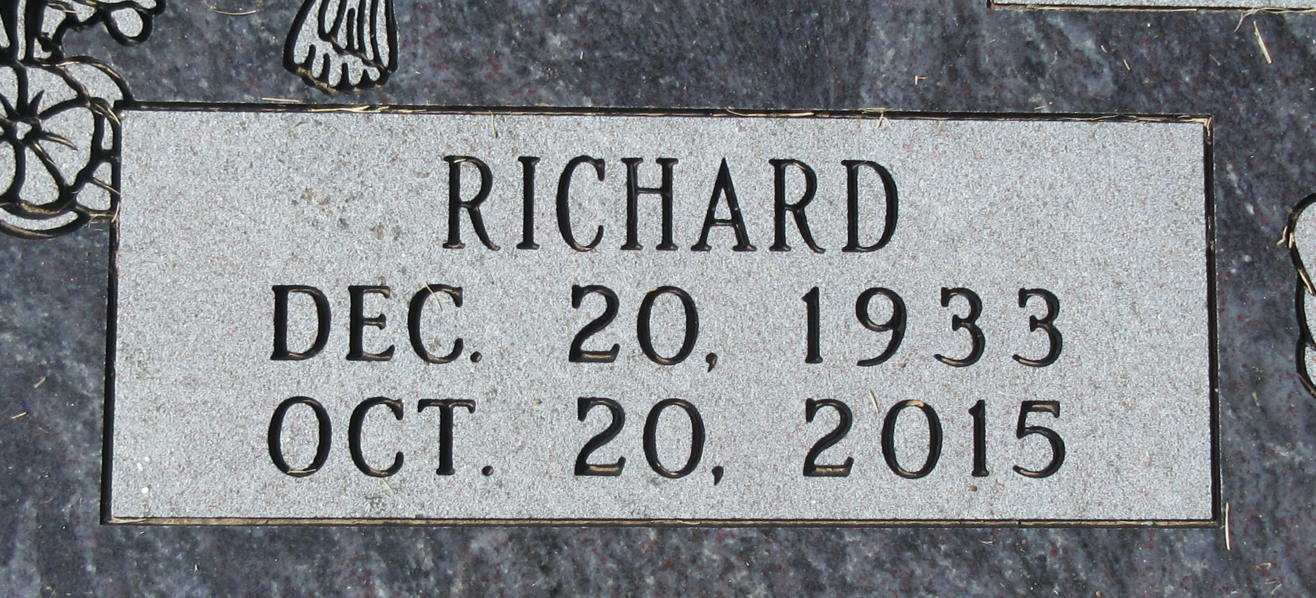 RICHARD
DEC. 20, 1933
OCT. 20, 2015